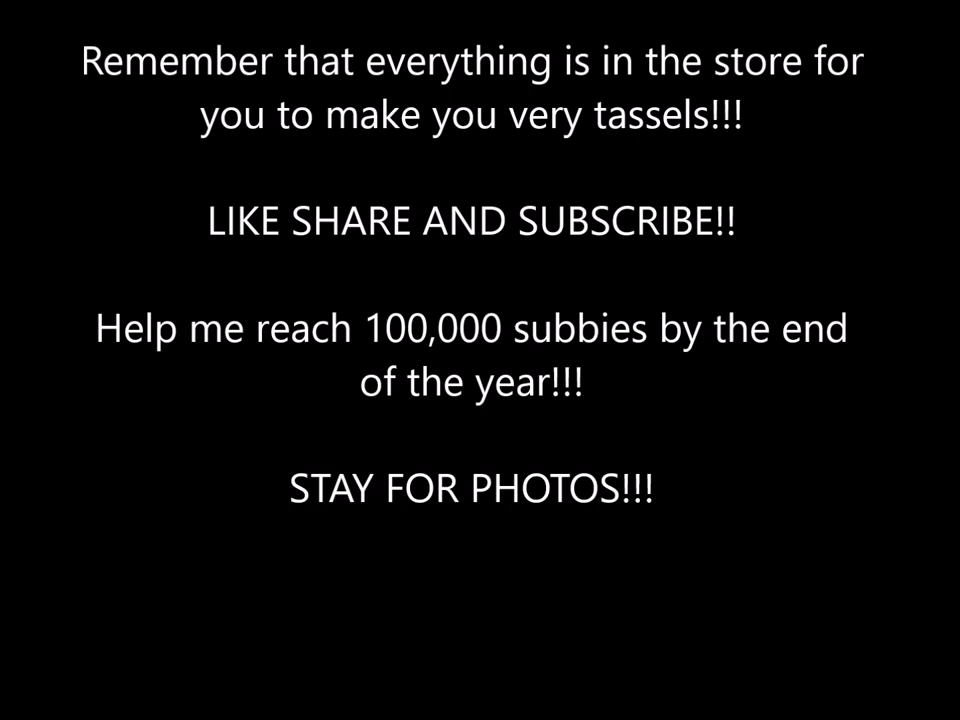 Remember that everything is in the store for
you to make you very tassels!!!
LIKE SHARE AND SUBSCRIBE!!
Help me reach 100,000 subbies by the end
of the year!!!
STAY FOR PHOTOS!!!